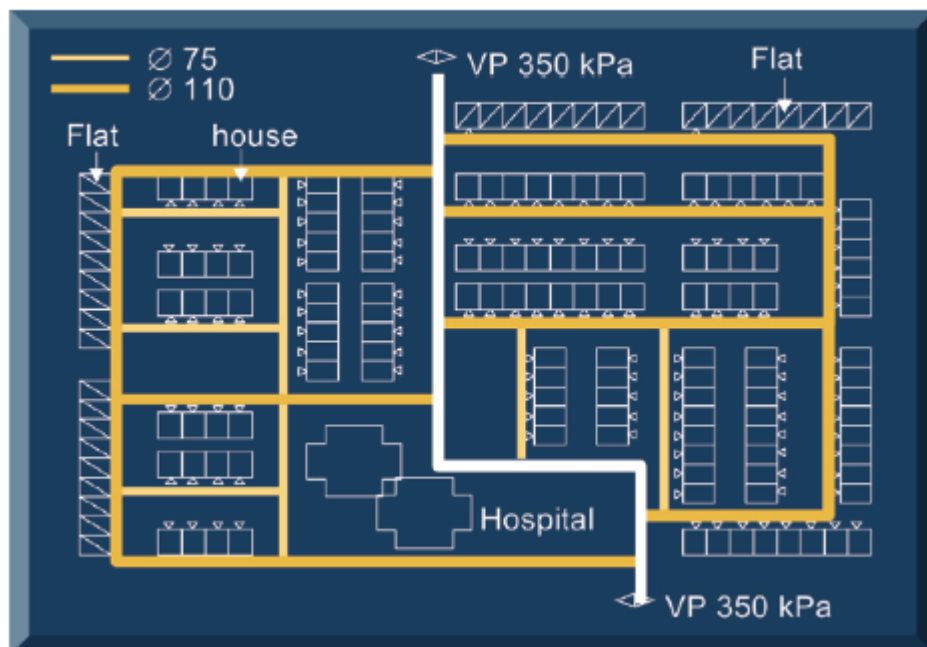 Ø 75
Ø 110
VP 350 kPa
Flat
Flat
house
Hospital
VP 350 kPa